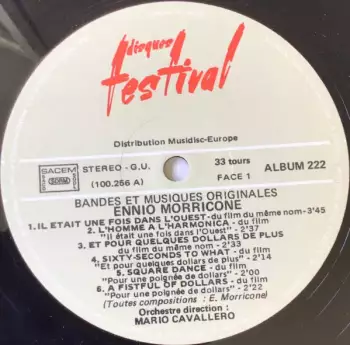 disques
festival
Distribution Musidisc-Europe
SACEM
SDRM
STEREO - G.U.
(100.256 A)
33 tours
FACE 1
ALBUM 222
BANDES ET MUSIQUES ORIGINALES
ENNIO MORRICONE
1. IL ETAIT UNE FOIS DANS L'OUEST - du film du même nom - 3'45
2. L'HOMME A L'HARMONICA - du film
"Il était une fois dans l'Ouest" - 2'37
3. ET POUR QUELQUES DOLLARS DE PLUS
du film du même nom - 2'33
4. SIXTY-SECONDS TO WHAT - du film
"Et pour quelques dollars de plus" - 2'14
5. SQUARE DANCE - du film
"Pour une poignée de dollars" - 2'00
6. A FISTFUL OF DOLLARS - du film
"Pour une poignée de dollars" - 2'22
(Toutes compositions : E. Morricone)
Orchestre direction :
MARIO CAVALLERO